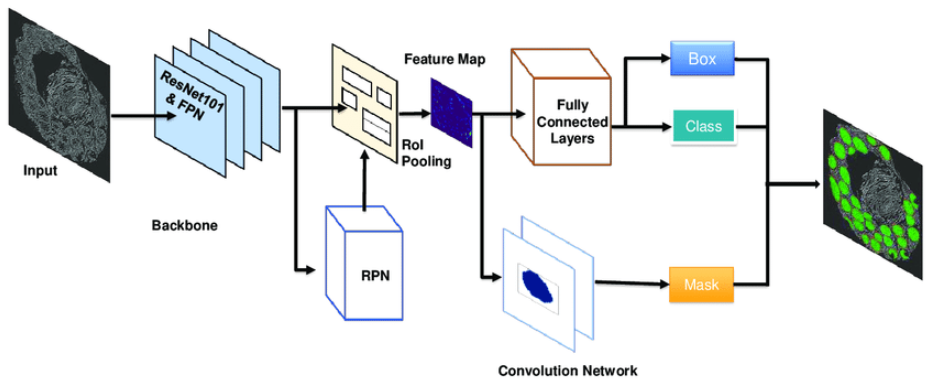 Input
ResNet101
& FPN
Backbone
RoI
Pooling
RPN
Feature Map
Fully
Connected
Layers
Convolution Network
Box
Class
Mask